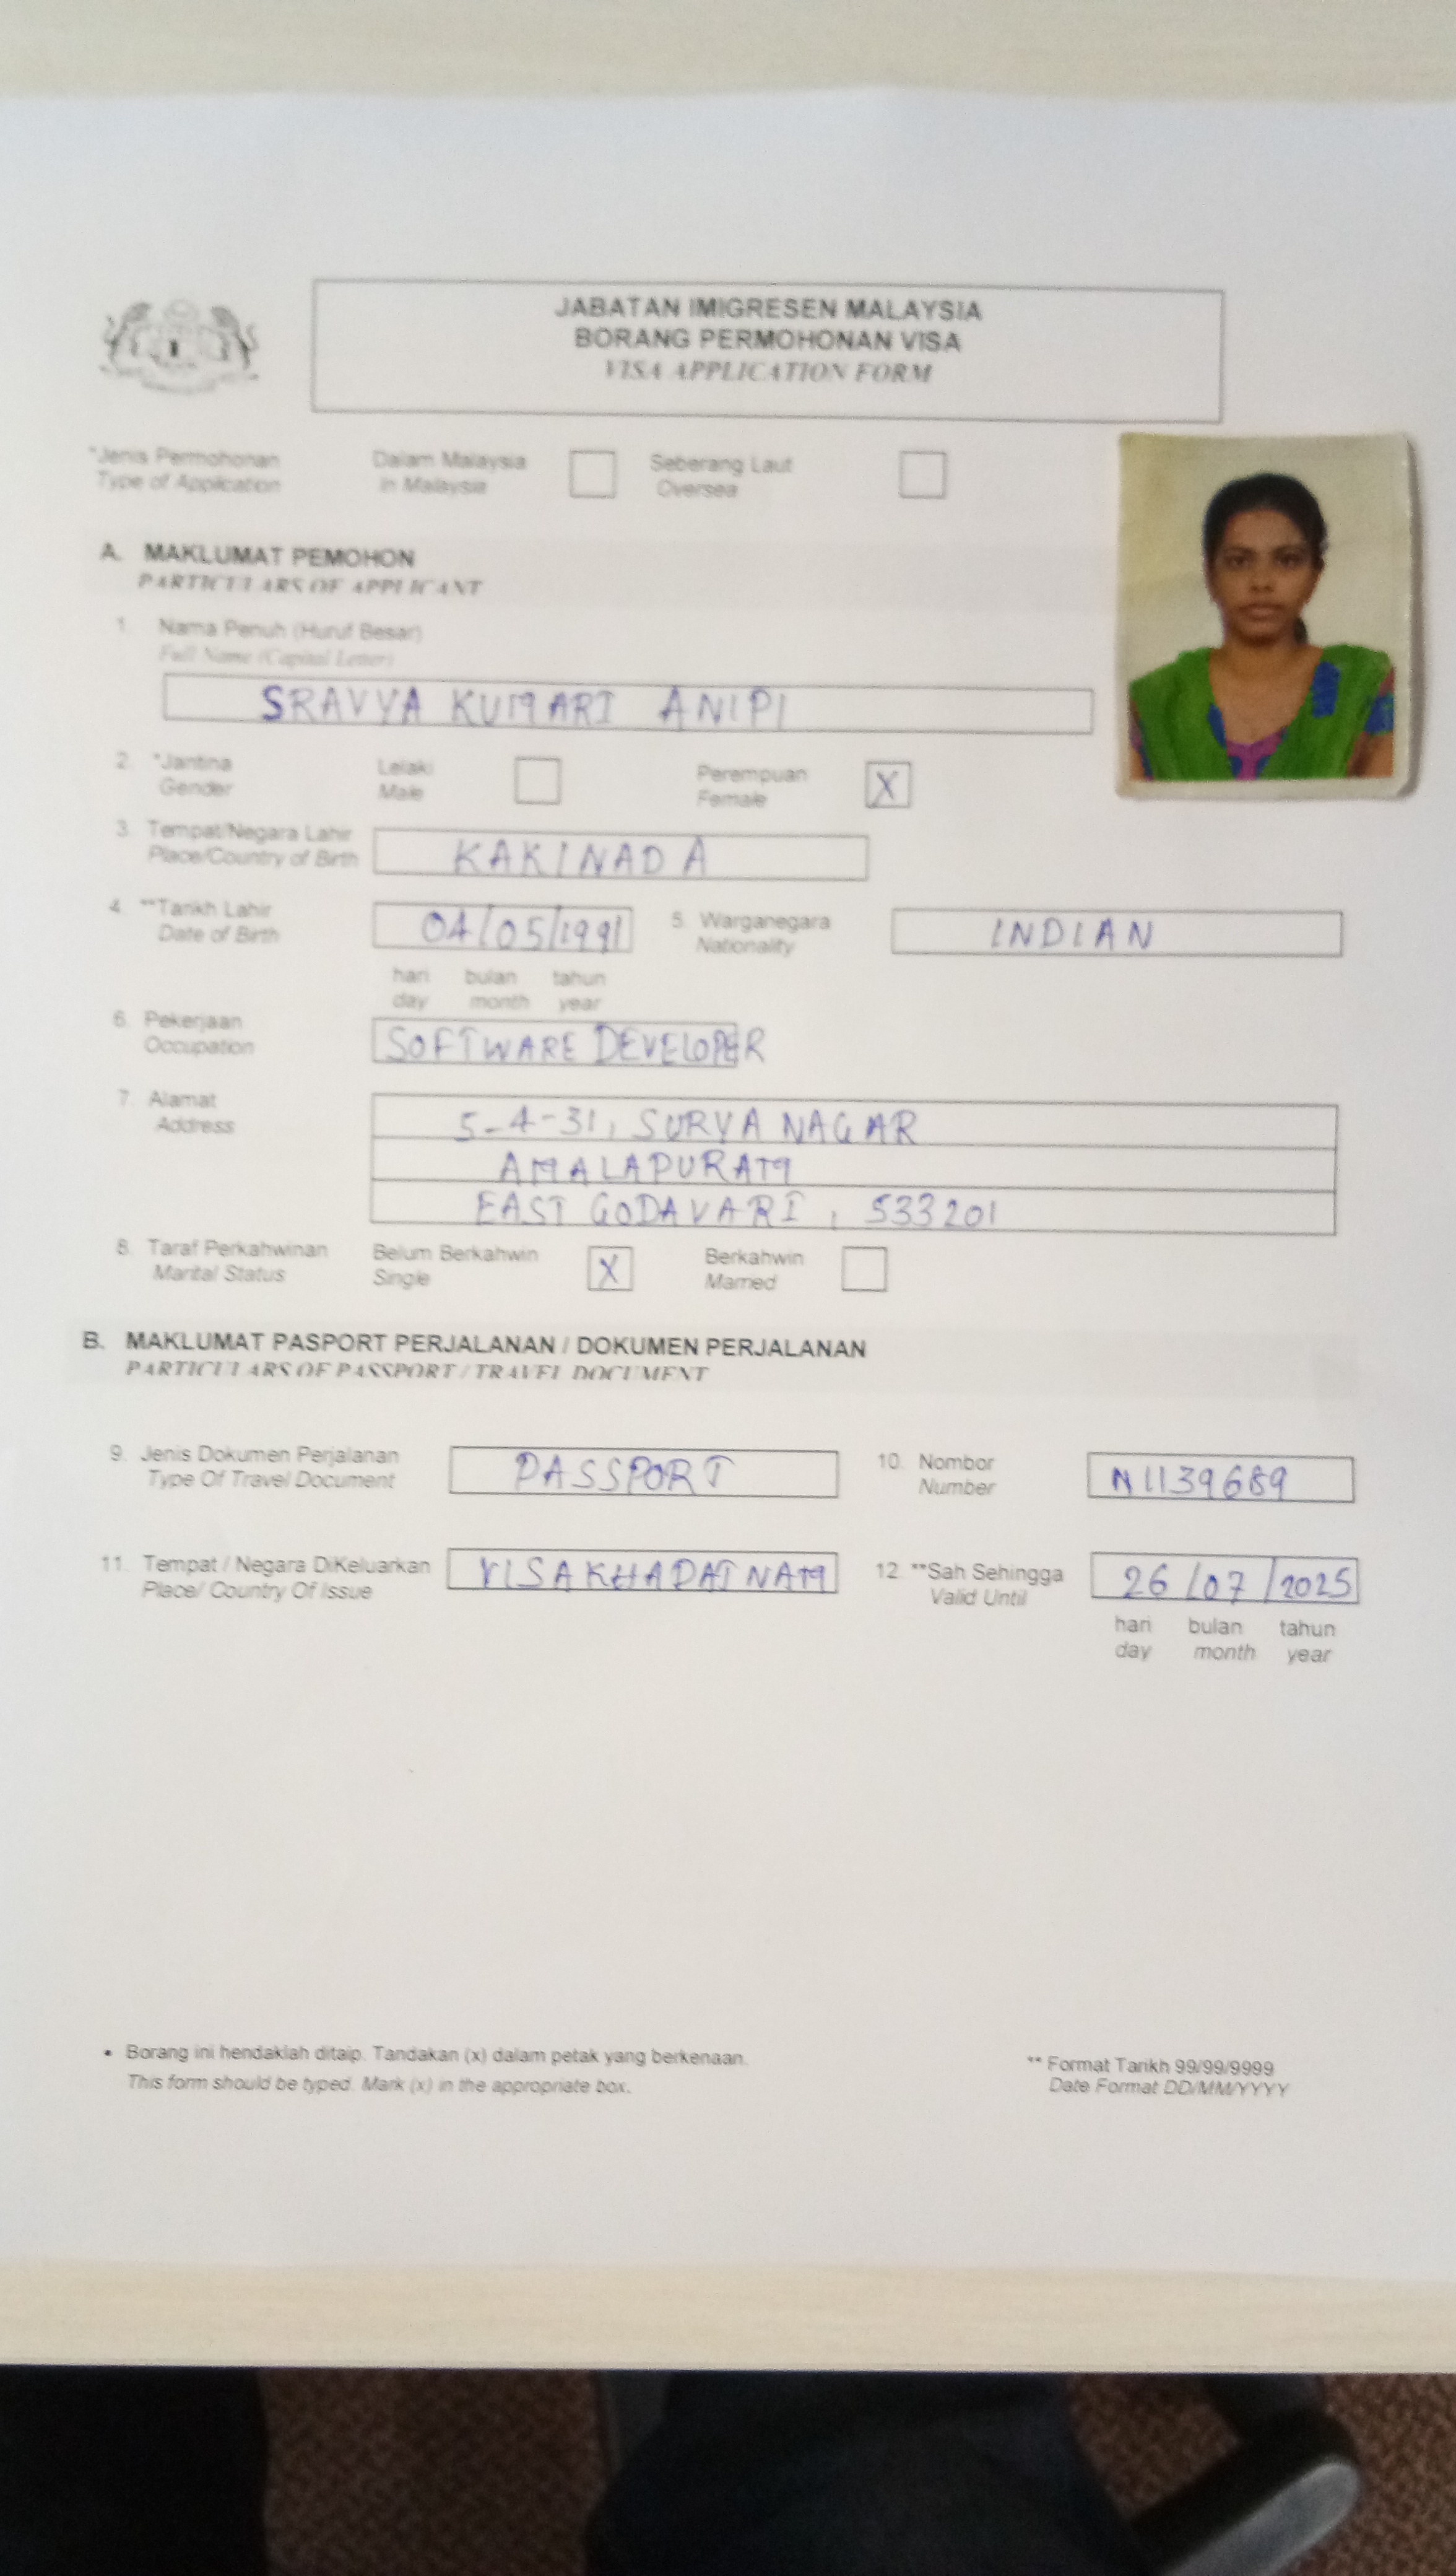 JABATAN IMIGRESEN MALAYSIA
BORANG PERMOHONAN VISA
VISA APPLICATION FORM
*Jenis Permohonan Dalam Malaysia Seberang Laut
Type of Application In Malaysia Oversea
A. MAKLUMAT PEMOHON
PARTICULARS OF APPLICANT
1. Nama Penuh (Huruf Besar)
Full Name (Capital Letter)
SRAVYA KUMARI ANIPI
2. *Jantina Lelaki Perempuan X
Gender Male Female
3. Tempat/Negara Lahir
Place/Country of Birth KAKINADA
4. **Tarikh Lahir 04/05/1991 5. Warganegara INDIAN
Date of Birth Nationality
hari bulan tahun
day month year
6. Pekerjaan
Occupation SOFTWARE DEVELOPER
7. Alamat 5-4-31, SURYA NAGAR
Address
AMALAPURAM
EAST GODAVARI, 533201
8. Taraf Perkahwinan Belum Berkahwin X Berkahwin
Marital Status Single Married
B. MAKLUMAT PASPORT PERJALANAN / DOKUMEN PERJALANAN
PARTICULARS OF PASSPORT / TRAVEL DOCUMENT
9. Jenis Dokumen Perjalanan PASSPORT 10. Nombor N1139689
Type Of Travel Document Number
11. Tempat / Negara DiKeluarkan VISAKHAPATNAM 12. **Sah Sehingga 26/07/2025
Place/ Country Of Issue Valid Until
hari bulan tahun
day month year
• Borang ini hendaklah ditaip. Tandakan (x) dalam petak yang berkenaan.
This form should be typed. Mark (x) in the appropriate box.
** Format Tarikh 99/99/9999
Date Format DD/MM/YYYY